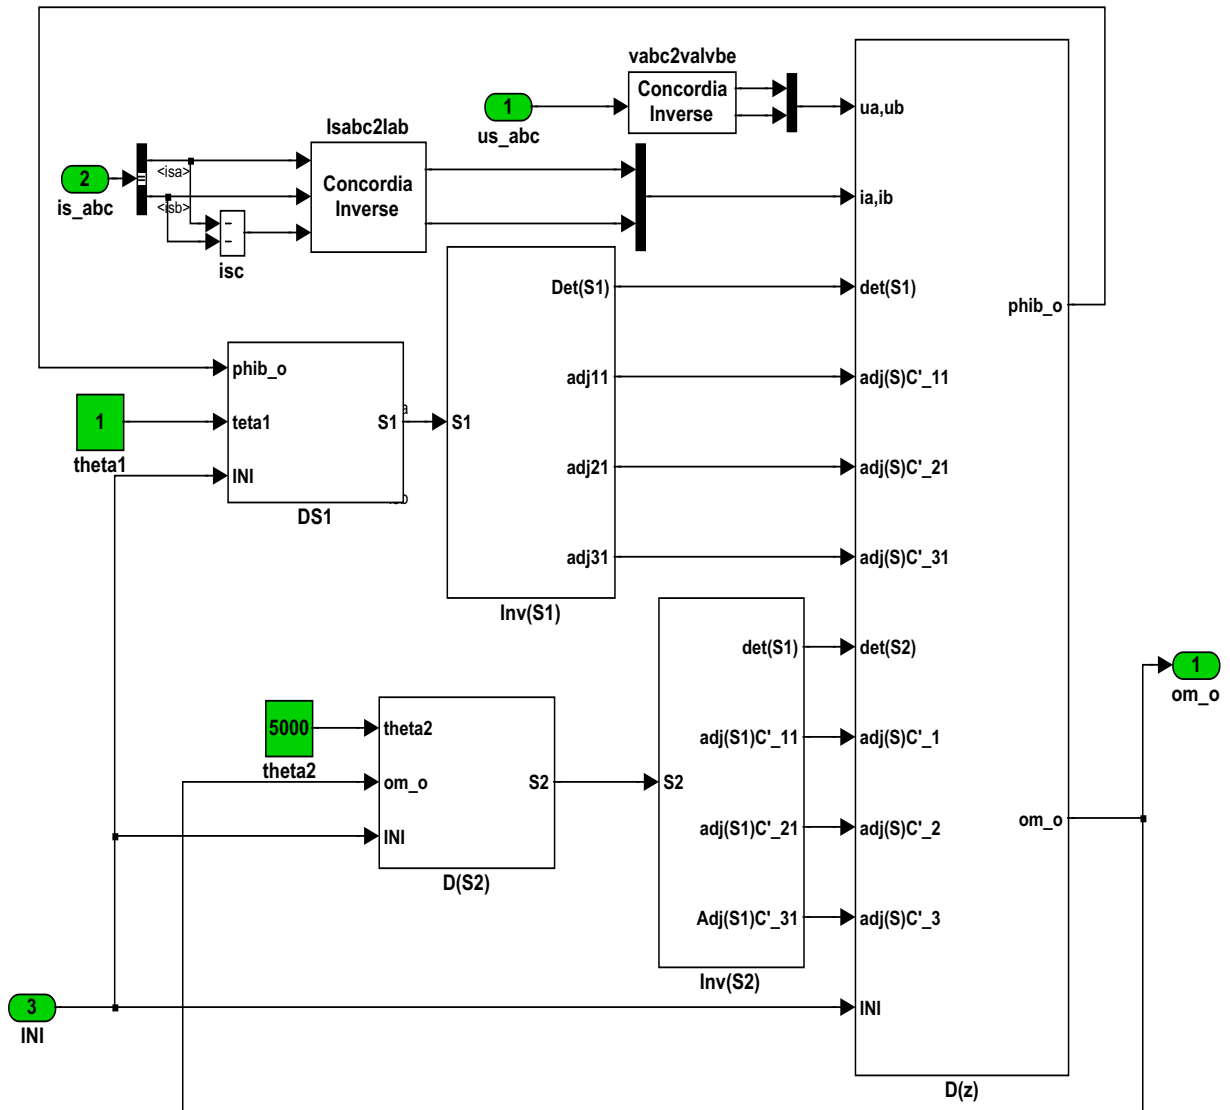 vabc2valvbe
Concordia
Inverse
1
us_abc
ua,ub
Isabc2Iab
Concordia
Inverse
<isa>
2
is_abc
<isb>
isc
ia,ib
Det(S1)
det(S1)
phib_o
phib_o
adj11
adj(S)C'_11
1
theta1
teta1
S1
S1
INI
DS1
adj21
adj(S)C'_21
adj31
adj(S)C'_31
Inv(S1)
det(S1)
det(S2)
1
om_o
5000
theta2
theta2
adj(S1)C'_11
adj(S)C'_1
om_o
S2
S2
om_o
INI
adj(S1)C'_21
adj(S)C'_2
D(S2)
Adj(S1)C'_31
adj(S)C'_3
Inv(S2)
3
INI
INI
D(z)